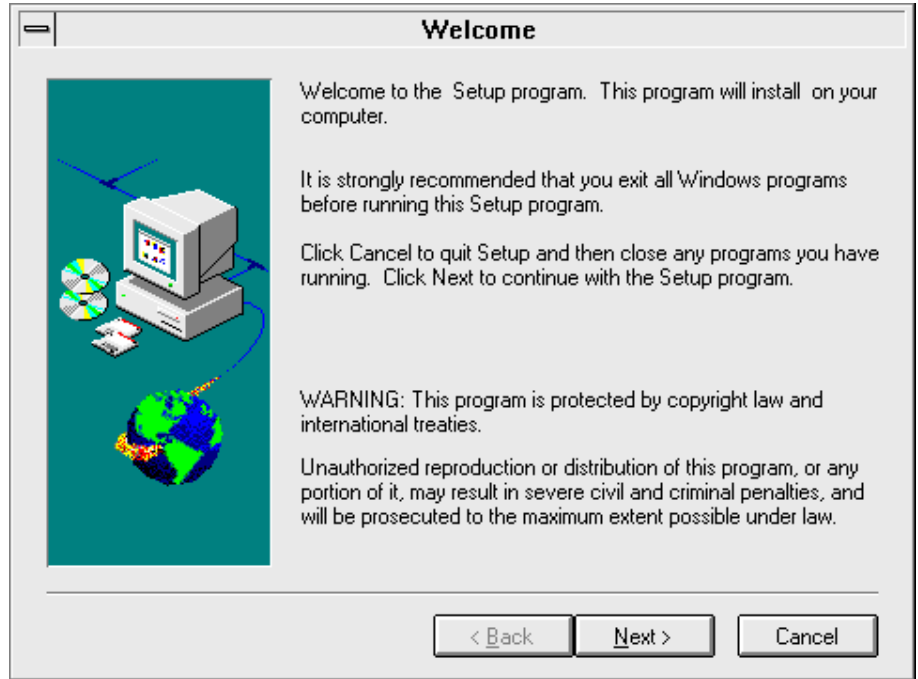 Welcome
Welcome to the  Setup program.  This program will install  on your
computer.
It is strongly recommended that you exit all Windows programs
before running this Setup program.
Click Cancel to quit Setup and then close any programs you have
running.  Click Next to continue with the Setup program.
WARNING: This program is protected by copyright law and
international treaties.
Unauthorized reproduction or distribution of this program, or any
portion of it, may result in severe civil and criminal penalties, and
will be prosecuted to the maximum extent possible under law.
< Back
Next >
Cancel